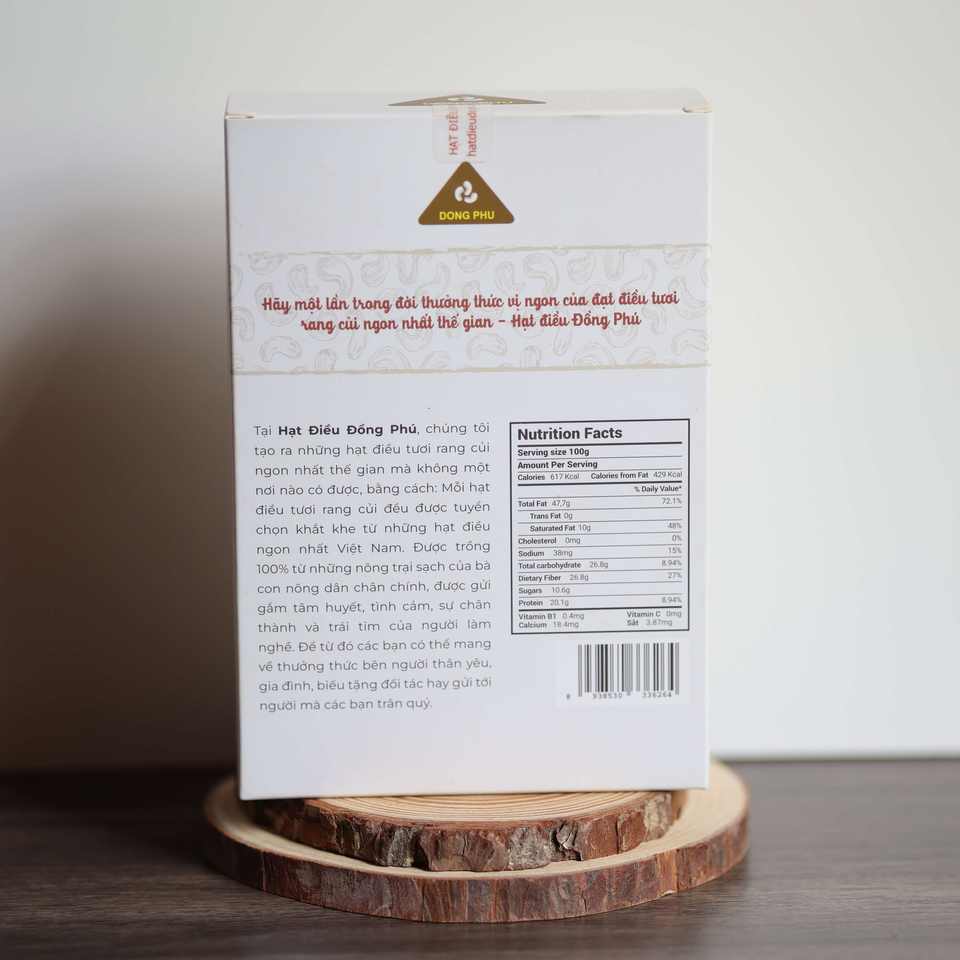 HẠT ĐIỀU
hatdieudo
DONG PHU
Hãy một lần trong đời thưởng thức vị ngon của đạt điều tươi
rang củi ngon nhất thế gian - Hạt điều Đồng Phú
Tại Hạt Điều Đồng Phú, chúng tôi
tạo ra những hạt điều tươi rang củi
ngon nhất thế gian mà không một
nơi nào có được, bằng cách: Mỗi hạt
điều tươi rang củi đều được tuyển
chọn khắt khe từ những hạt điều
ngon nhất Việt Nam. Được trồng
100% từ những nông trại sạch của bà
con nông dân chân chính, được gửi
gắm tâm huyết, tình cảm, sự chân
thành và trái tim của người làm
nghề. Để từ đó các bạn có thể mang
về thưởng thức bên người thân yêu,
gia đình, biếu tặng đối tác hay gửi tới
người mà các bạn trân quý.
Nutrition Facts
Serving size 100g
Amount Per Serving
Calories 617 Kcal Calories from Fat 429 Kcal
% Daily Value*
Total Fat 47,7g 72.1%
Trans Fat 0g
Saturated Fat 10g 48%
Cholesterol 0mg 0%
Sodium 38mg 15%
Total carbohydrate 26.8g 8.94%
Dietary Fiber 26.8g 27%
Sugars 10.6g
Protein 20,1g 8.94%
Vitamin B1 0.4mg Vitamin C 0mg
Calcium 18.4mg Sắt 3.87mg
8 938530 336264